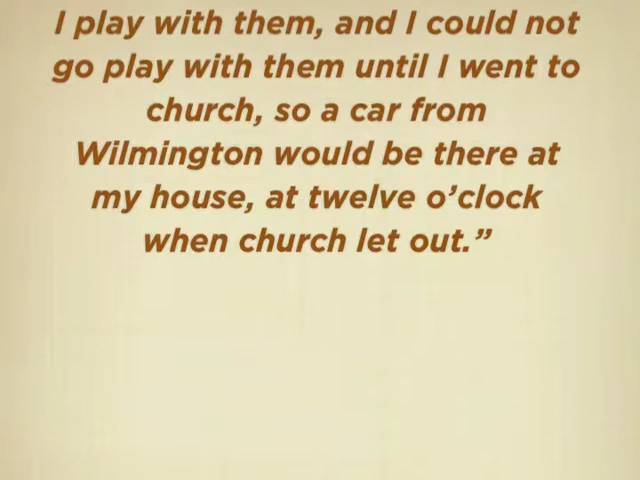 I play with them, and I could not
go play with them until I went to
church, so a car from
Wilmington would be there at
my house, at twelve o’clock
when church let out.”